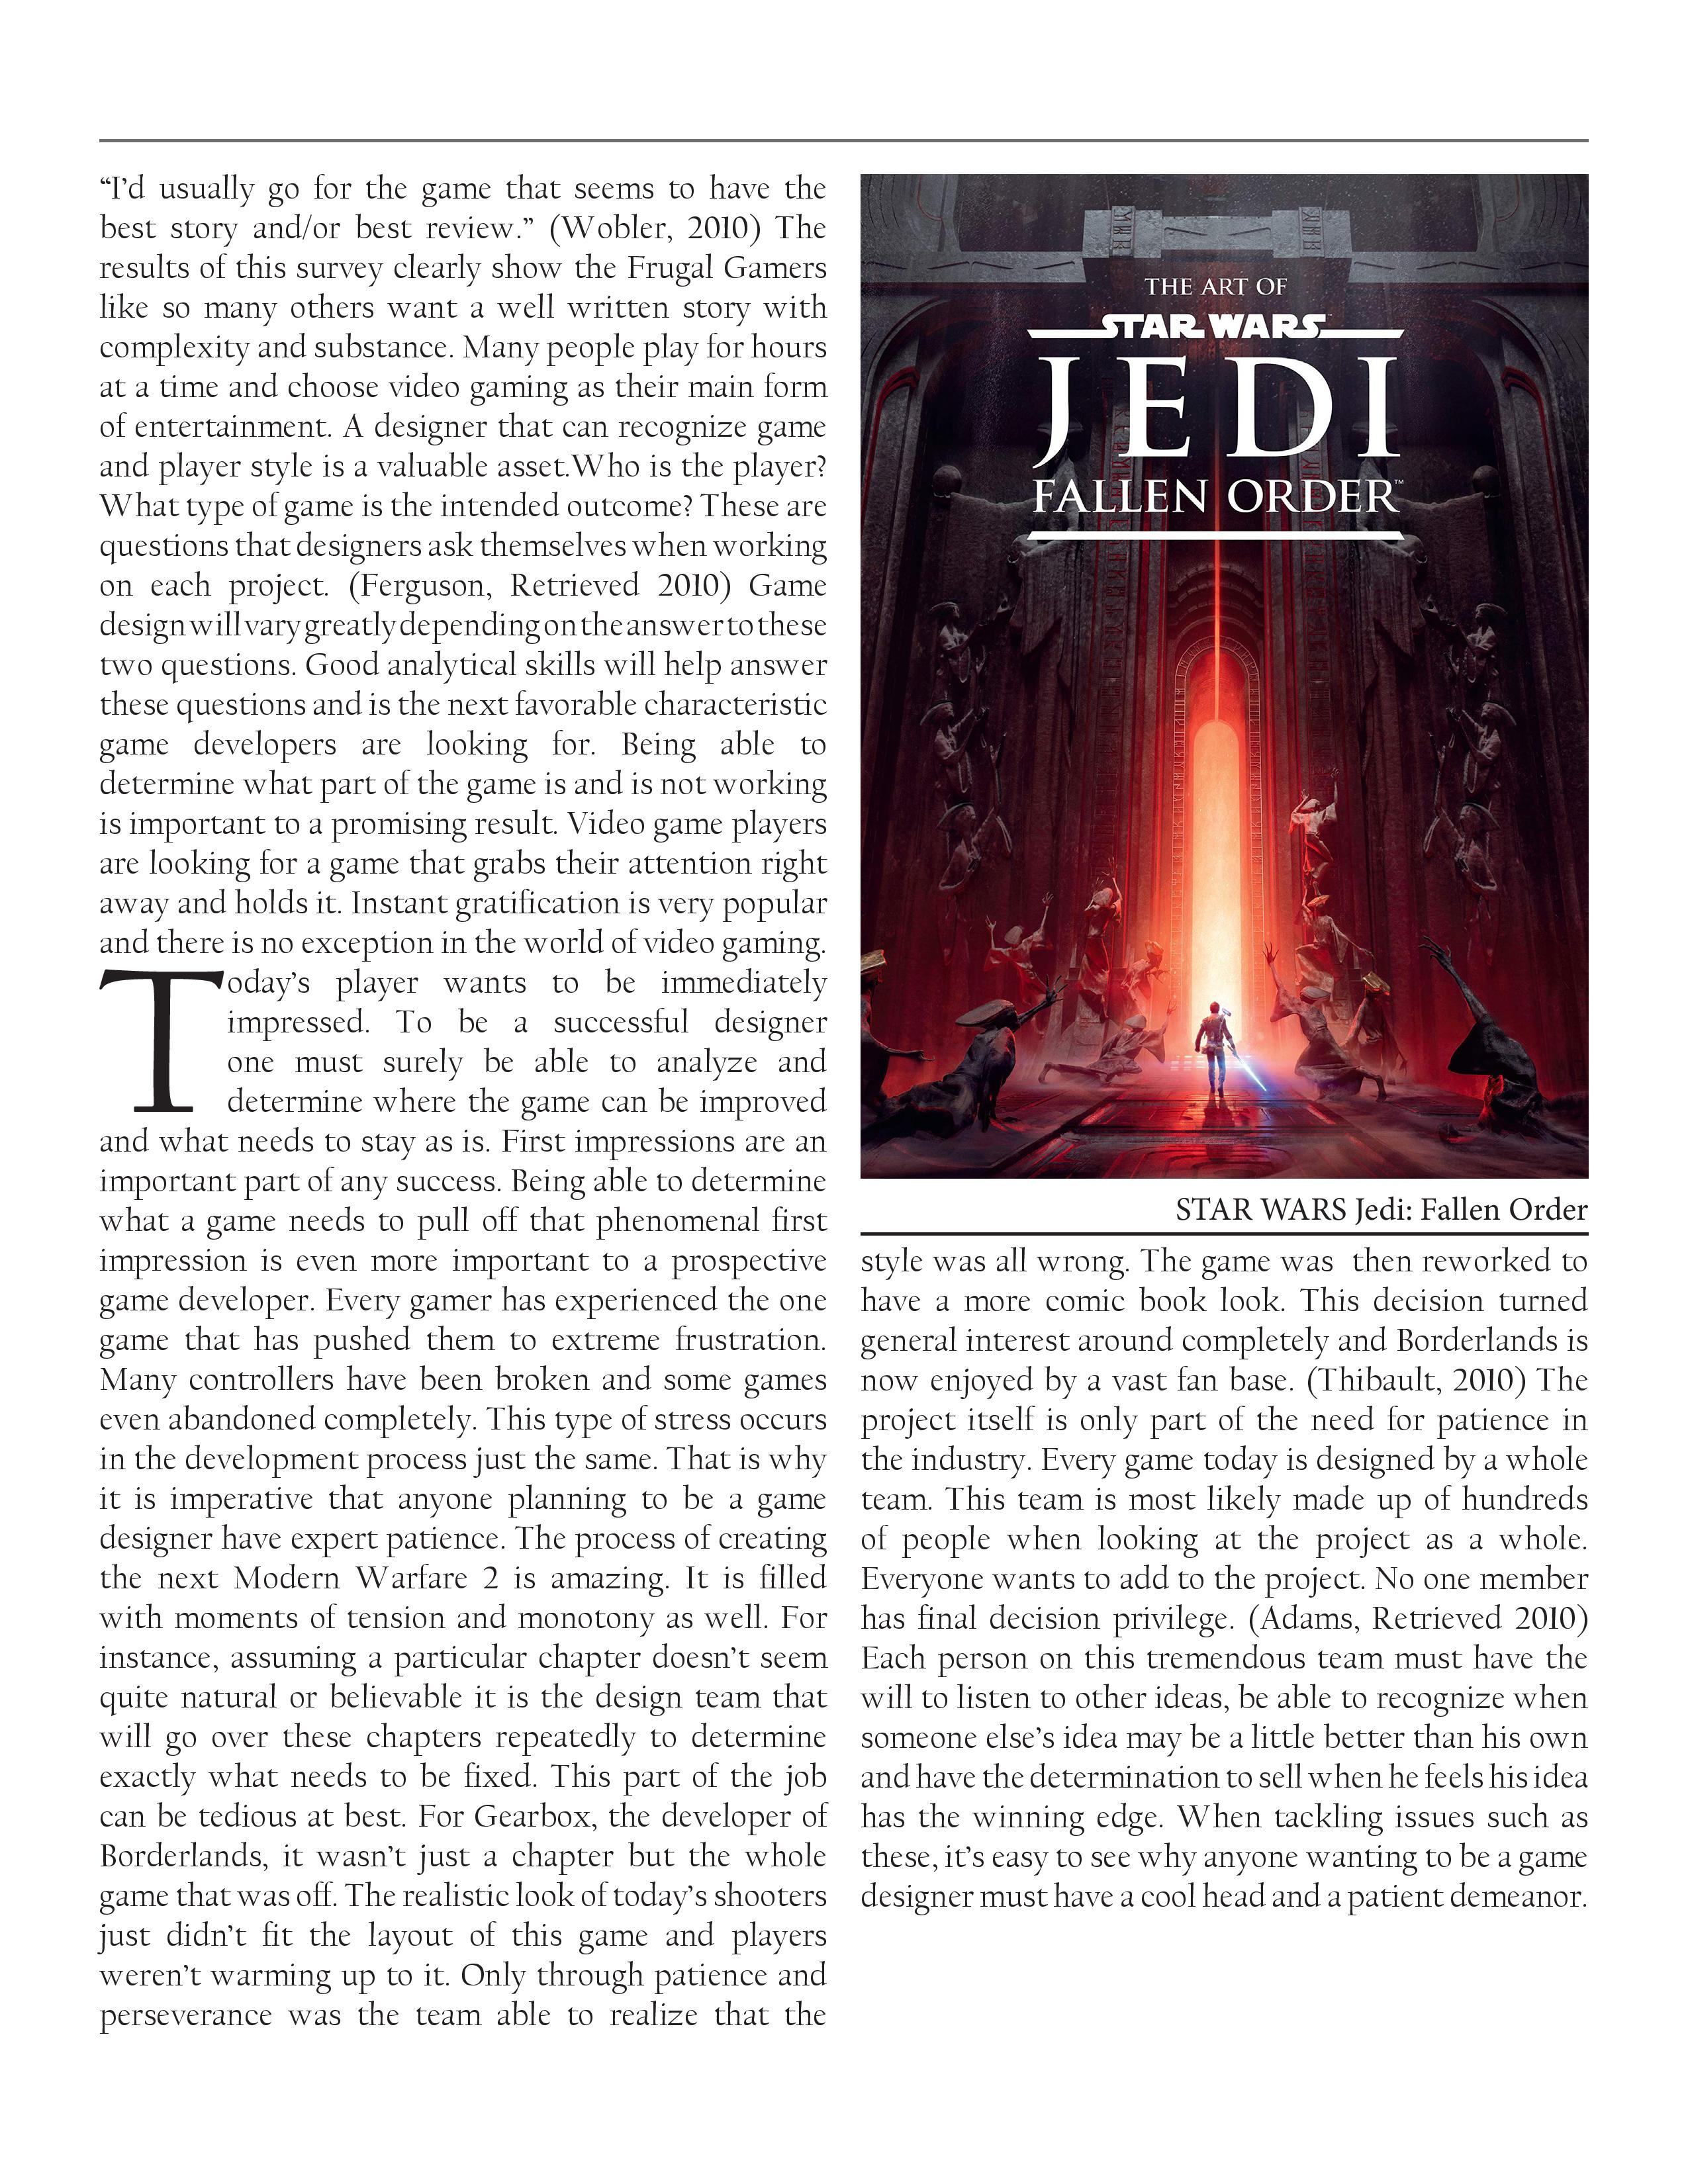 “I’d usually go for the game that seems to have the
best story and/or best review.” (Wobler, 2010) The
results of this survey clearly show the Frugal Gamers
like so many others want a well written story with
complexity and substance. Many people play for hours
at a time and choose video gaming as their main form
of entertainment. A designer that can recognize game
and player style is a valuable asset.Who is the player?
What type of game is the intended outcome? These are
questions that designers ask themselves when working
on each project. (Ferguson, Retrieved 2010) Game
design will vary greatly depending on the answer to these
two questions. Good analytical skills will help answer
these questions and is the next favorable characteristic
game developers are looking for. Being able to
determine what part of the game is and is not working
is important to a promising result. Video game players
are looking for a game that grabs their attention right
away and holds it. Instant gratification is very popular
and there is no exception in the world of video gaming.
Today’s player wants to be immediately
impressed. To be a successful designer
one must surely be able to analyze and
determine where the game can be improved
and what needs to stay as is. First impressions are an
important part of any success. Being able to determine
what a game needs to pull off that phenomenal first
impression is even more important to a prospective
game developer. Every gamer has experienced the one
game that has pushed them to extreme frustration.
Many controllers have been broken and some games
even abandoned completely. This type of stress occurs
in the development process just the same. That is why
it is imperative that anyone planning to be a game
designer have expert patience. The process of creating
the next Modern Warfare 2 is amazing. It is filled
with moments of tension and monotony as well. For
instance, assuming a particular chapter doesn’t seem
quite natural or believable it is the design team that
will go over these chapters repeatedly to determine
exactly what needs to be fixed. This part of the job
can be tedious at best. For Gearbox, the developer of
Borderlands, it wasn’t just a chapter but the whole
game that was off. The realistic look of today’s shooters
just didn’t fit the layout of this game and players
weren’t warming up to it. Only through patience and
perseverance was the team able to realize that the
THE ART OF
STAR WARS
JEDI
FALLEN ORDER™
STAR WARS Jedi: Fallen Order
style was all wrong. The game was then reworked to
have a more comic book look. This decision turned
general interest around completely and Borderlands is
now enjoyed by a vast fan base. (Thibault, 2010) The
project itself is only part of the need for patience in
the industry. Every game today is designed by a whole
team. This team is most likely made up of hundreds
of people when looking at the project as a whole.
Everyone wants to add to the project. No one member
has final decision privilege. (Adams, Retrieved 2010)
Each person on this tremendous team must have the
will to listen to other ideas, be able to recognize when
someone else’s idea may be a little better than his own
and have the determination to sell when he feels his idea
has the winning edge. When tackling issues such as
these, it’s easy to see why anyone wanting to be a game
designer must have a cool head and a patient demeanor.